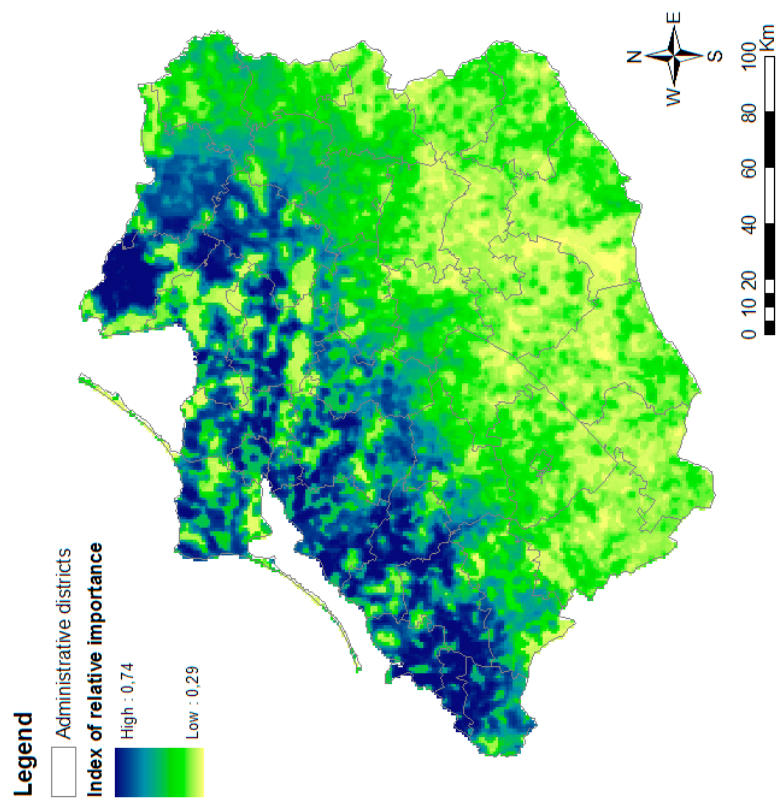 Legend
Administrative districts
Index of relative importance
High : 0,74
Low : 0,29
N
E
W
S
0 10 20 40 60 80 100
Km